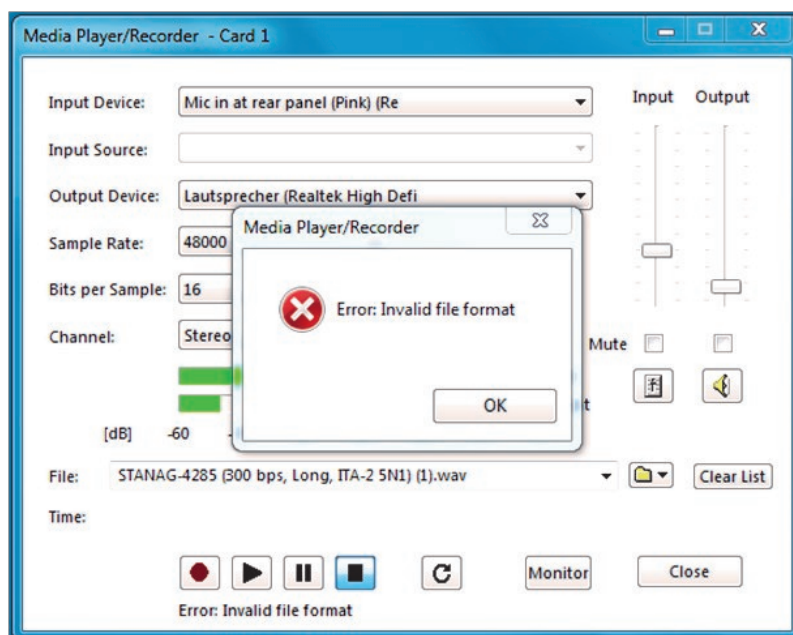 Media Player/Recorder - Card 1
Input Device: Mic in at rear panel (Pink) (Re Input Output
Input Source:
Output Device: Lautsprecher (Realtek High Defi
Media Player/Recorder
Sample Rate: 48000
Bits per Sample: 16
Error: Invalid file format
Channel: Stereo Mute
OK
[dB] -60
File: STANAG-4285 (300 bps, Long, ITA-2 5N1) (1).wav Clear List
Time:
Monitor Close
Error: Invalid file format